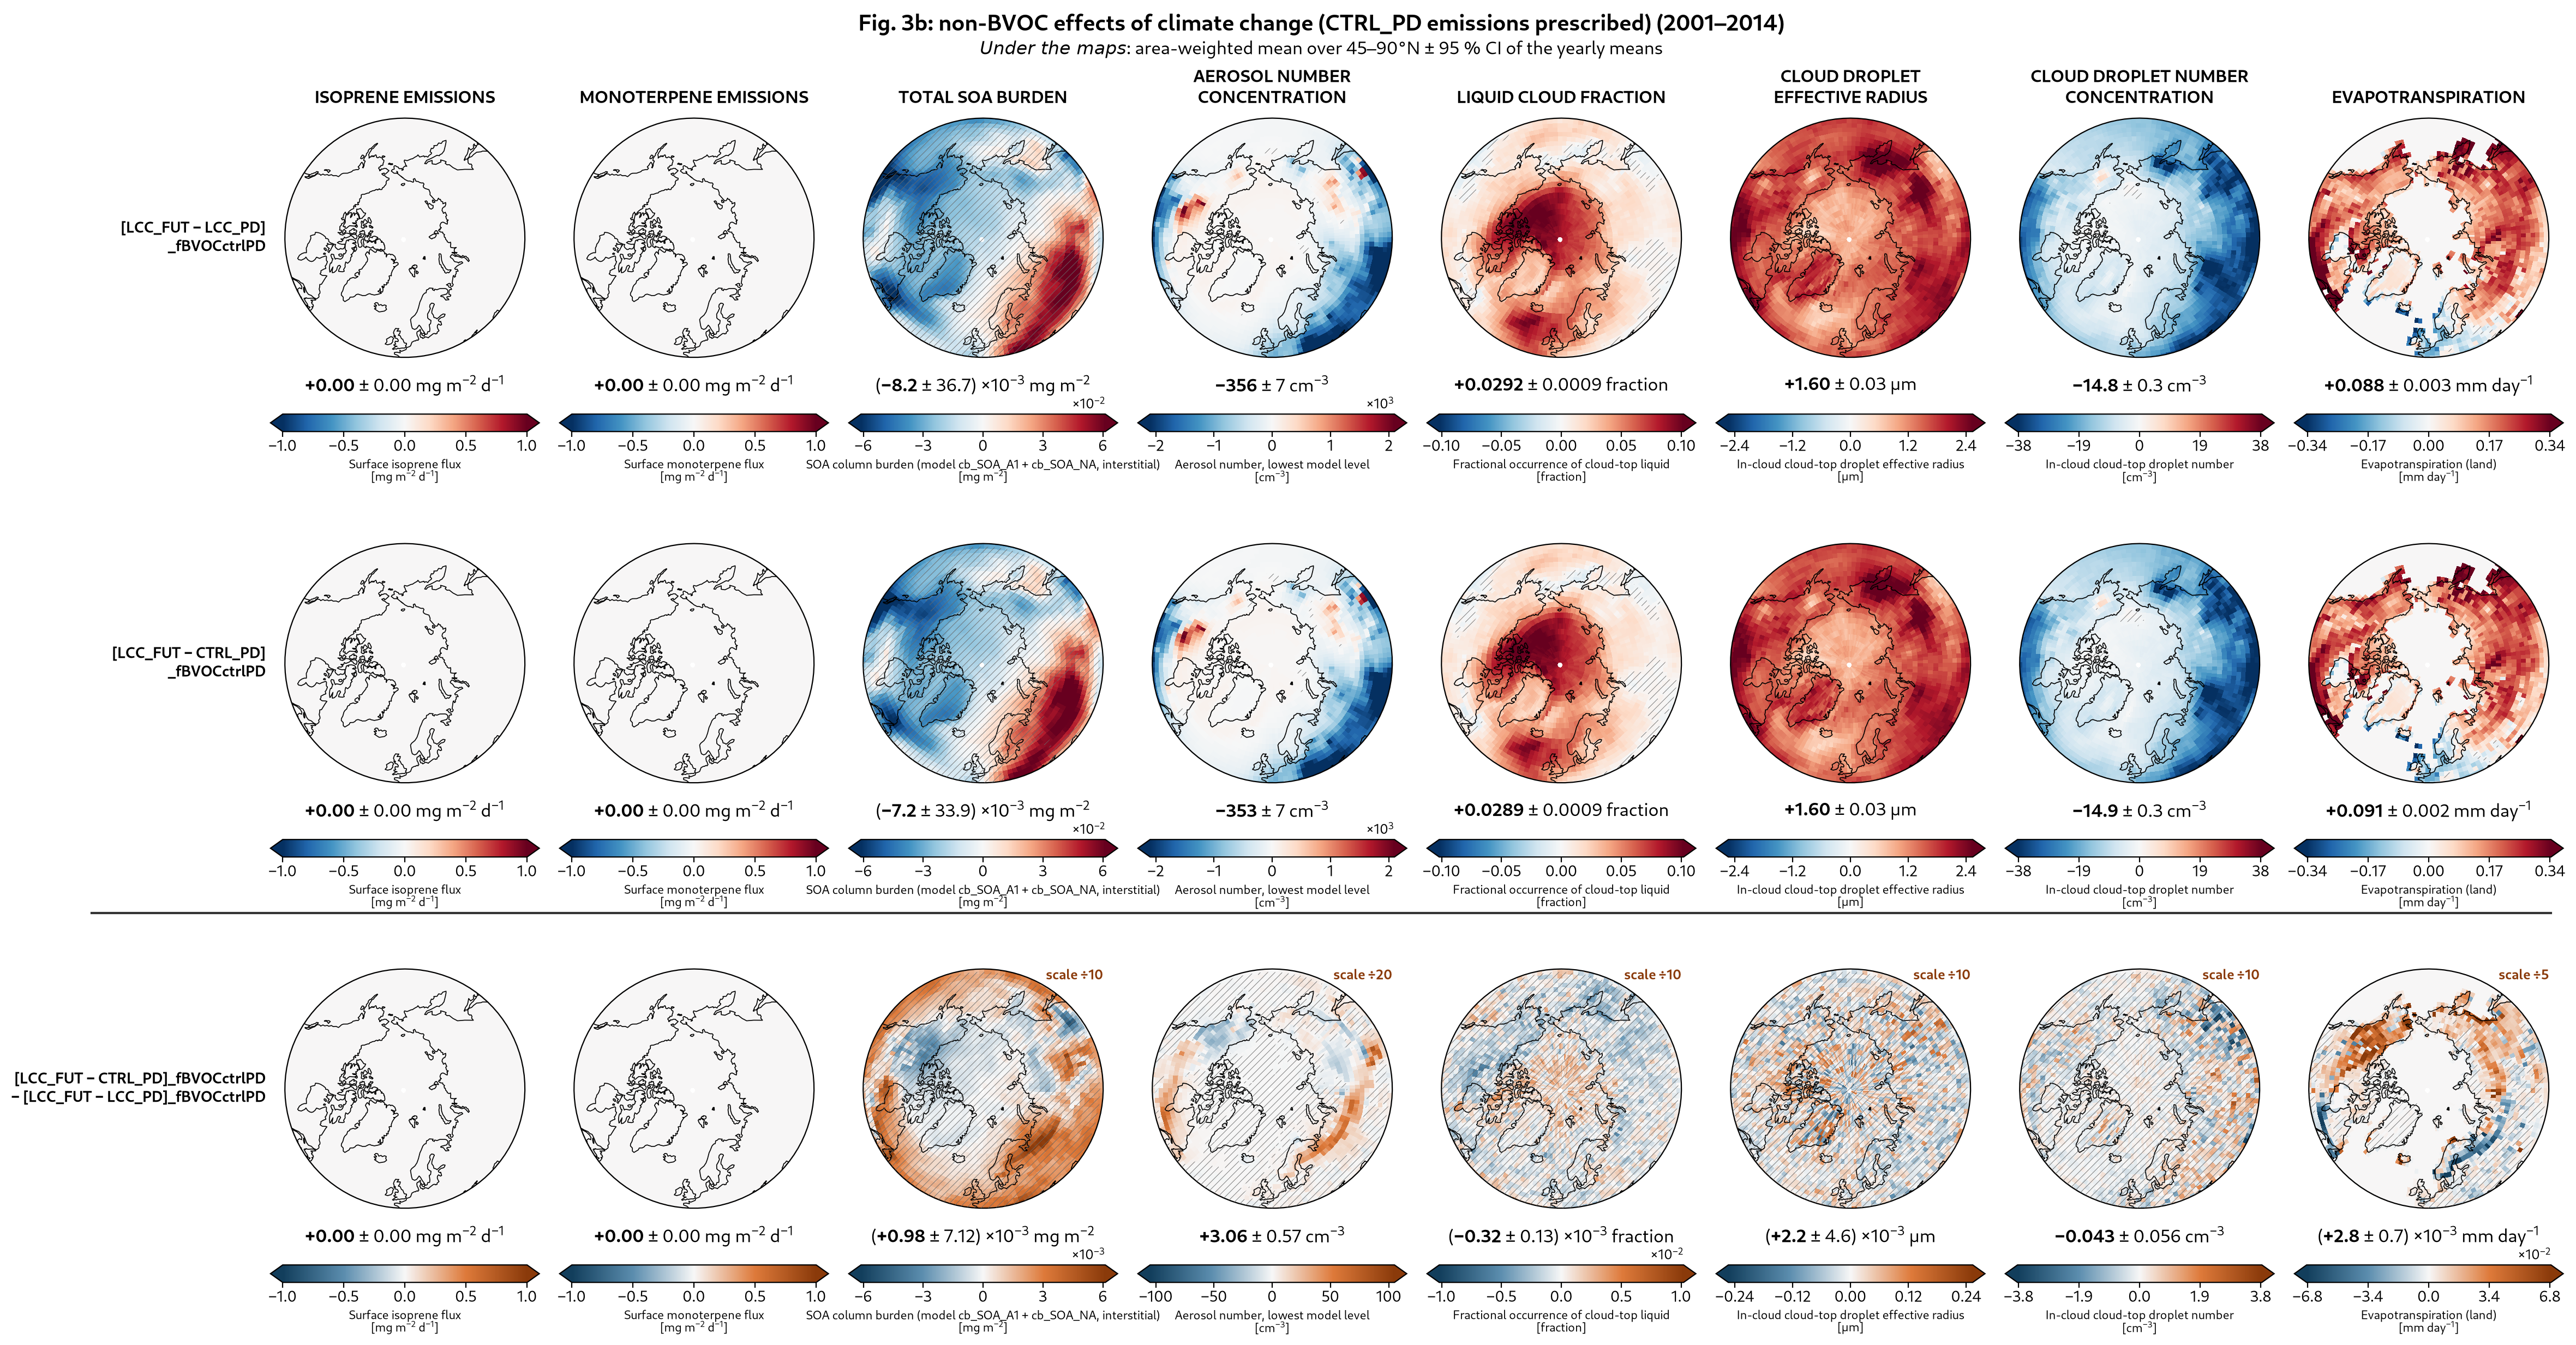 Fig. 3b: non-BVOC effects of climate change (CTRL_PD emissions prescribed) (2001–2014)
Under the maps: area-weighted mean over 45–90°N ± 95 % CI of the yearly means
ISOPRENE EMISSIONS
MONOTERPENE EMISSIONS
TOTAL SOA BURDEN
AEROSOL NUMBER
CONCENTRATION
LIQUID CLOUD FRACTION
CLOUD DROPLET
EFFECTIVE RADIUS
CLOUD DROPLET NUMBER
CONCENTRATION
EVAPOTRANSPIRATION
[LCC_FUT − LCC_PD]
_fBVOCctrlPD
+0.00 ± 0.00 mg m⁻² d⁻¹
+0.00 ± 0.00 mg m⁻² d⁻¹
(−8.2 ± 36.7) ×10⁻³ mg m⁻²
−356 ± 7 cm⁻³
+0.0292 ± 0.0009 fraction
+1.60 ± 0.03 µm
−14.8 ± 0.3 cm⁻³
+0.088 ± 0.003 mm day⁻¹
×10⁻²
×10³
−1.0 −0.5 0.0 0.5 1.0
−1.0 −0.5 0.0 0.5 1.0
−6 −3 0 3 6
−2 −1 0 1 2
−0.10 −0.05 0.00 0.05 0.10
−2.4 −1.2 0.0 1.2 2.4
−38 −19 0 19 38
−0.34 −0.17 0.00 0.17 0.34
Surface isoprene flux
[mg m⁻² d⁻¹]
Surface monoterpene flux
[mg m⁻² d⁻¹]
SOA column burden (model cb_SOA_A1 + cb_SOA_NA, interstitial)
[mg m⁻²]
Aerosol number, lowest model level
[cm⁻³]
Fractional occurrence of cloud-top liquid
[fraction]
In-cloud cloud-top droplet effective radius
[µm]
In-cloud cloud-top droplet number
[cm⁻³]
Evapotranspiration (land)
[mm day⁻¹]
[LCC_FUT − CTRL_PD]
_fBVOCctrlPD
+0.00 ± 0.00 mg m⁻² d⁻¹
+0.00 ± 0.00 mg m⁻² d⁻¹
(−7.2 ± 33.9) ×10⁻³ mg m⁻²
−353 ± 7 cm⁻³
+0.0289 ± 0.0009 fraction
+1.60 ± 0.03 µm
−14.9 ± 0.3 cm⁻³
+0.091 ± 0.002 mm day⁻¹
×10⁻²
×10³
−1.0 −0.5 0.0 0.5 1.0
−1.0 −0.5 0.0 0.5 1.0
−6 −3 0 3 6
−2 −1 0 1 2
−0.10 −0.05 0.00 0.05 0.10
−2.4 −1.2 0.0 1.2 2.4
−38 −19 0 19 38
−0.34 −0.17 0.00 0.17 0.34
Surface isoprene flux
[mg m⁻² d⁻¹]
Surface monoterpene flux
[mg m⁻² d⁻¹]
SOA column burden (model cb_SOA_A1 + cb_SOA_NA, interstitial)
[mg m⁻²]
Aerosol number, lowest model level
[cm⁻³]
Fractional occurrence of cloud-top liquid
[fraction]
In-cloud cloud-top droplet effective radius
[µm]
In-cloud cloud-top droplet number
[cm⁻³]
Evapotranspiration (land)
[mm day⁻¹]
scale ÷10
scale ÷20
scale ÷10
scale ÷10
scale ÷10
scale ÷5
[LCC_FUT − CTRL_PD]_fBVOCctrlPD
− [LCC_FUT − LCC_PD]_fBVOCctrlPD
+0.00 ± 0.00 mg m⁻² d⁻¹
+0.00 ± 0.00 mg m⁻² d⁻¹
(+0.98 ± 7.12) ×10⁻³ mg m⁻²
+3.06 ± 0.57 cm⁻³
(−0.32 ± 0.13) ×10⁻³ fraction
(+2.2 ± 4.6) ×10⁻³ µm
−0.043 ± 0.056 cm⁻³
(+2.8 ± 0.7) ×10⁻³ mm day⁻¹
×10⁻³
×10⁻²
×10⁻²
−1.0 −0.5 0.0 0.5 1.0
−1.0 −0.5 0.0 0.5 1.0
−6 −3 0 3 6
−100 −50 0 50 100
−1.0 −0.5 0.0 0.5 1.0
−0.24 −0.12 0.00 0.12 0.24
−3.8 −1.9 0.0 1.9 3.8
−6.8 −3.4 0.0 3.4 6.8
Surface isoprene flux
[mg m⁻² d⁻¹]
Surface monoterpene flux
[mg m⁻² d⁻¹]
SOA column burden (model cb_SOA_A1 + cb_SOA_NA, interstitial)
[mg m⁻²]
Aerosol number, lowest model level
[cm⁻³]
Fractional occurrence of cloud-top liquid
[fraction]
In-cloud cloud-top droplet effective radius
[µm]
In-cloud cloud-top droplet number
[cm⁻³]
Evapotranspiration (land)
[mm day⁻¹]